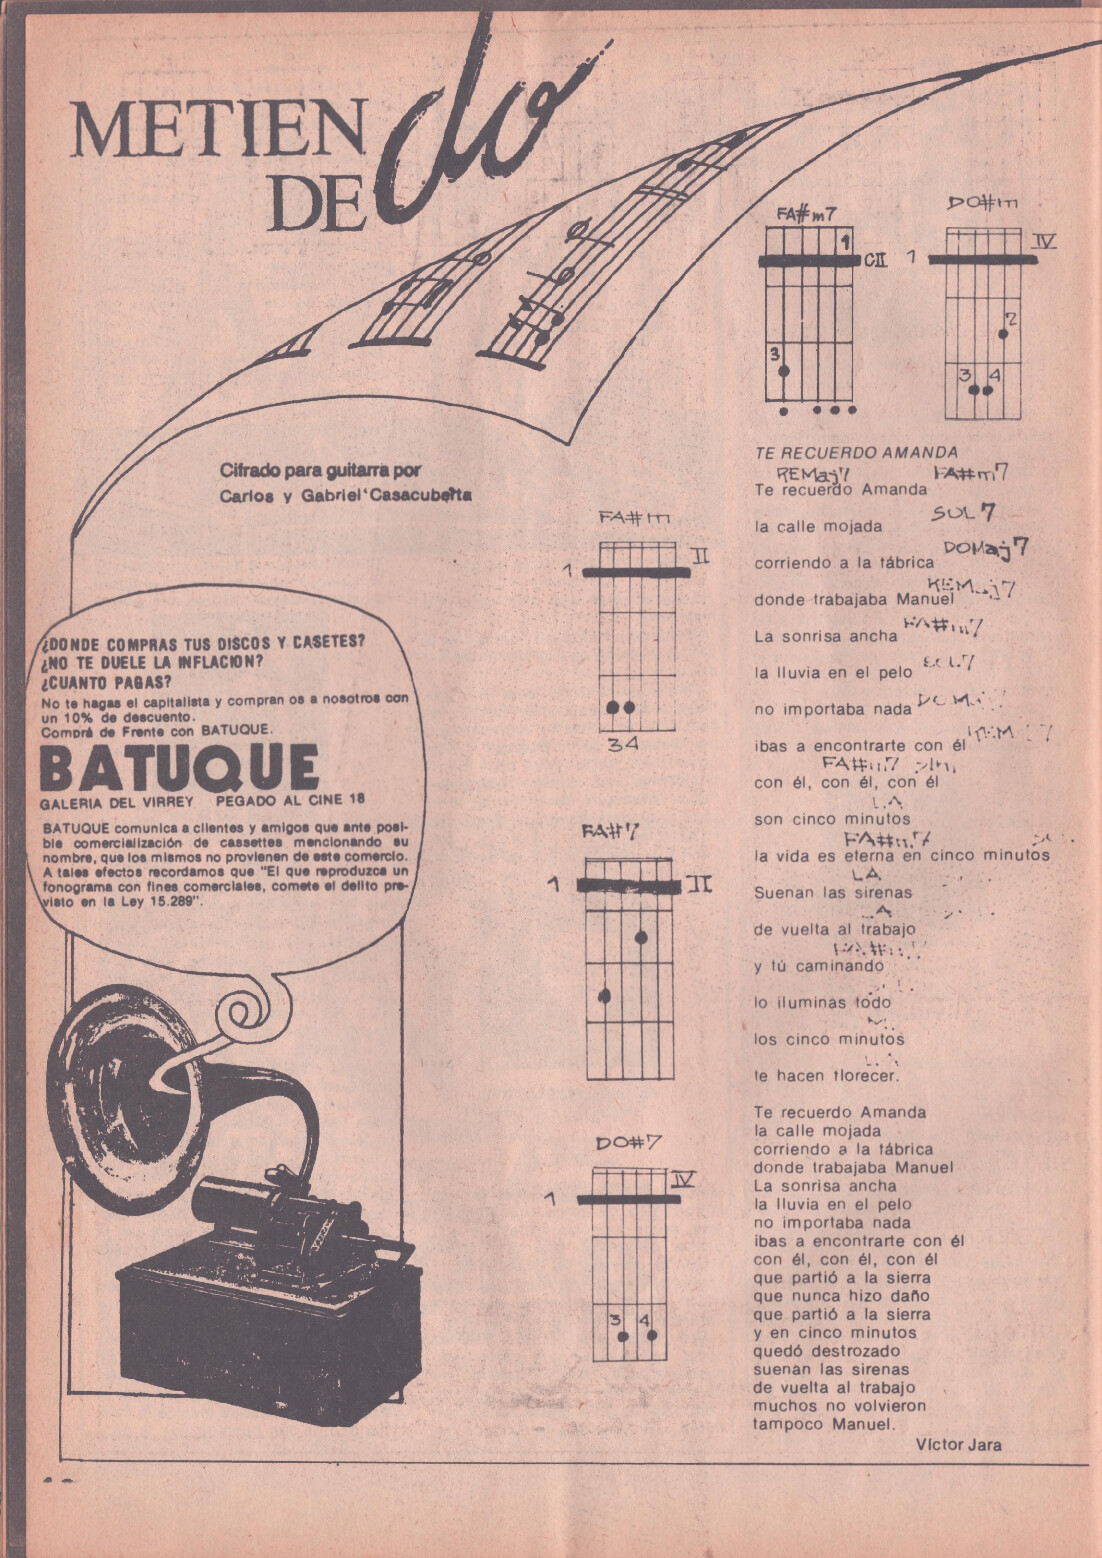 METIEN
do
DE
Cifrado para guitarra por
Carlos y Gabriel Casacuberta
¿DONDE COMPRAS TUS DISCOS Y CASETES?
¿NO TE DUELE LA INFLACION?
¿CUANTO PAGAS?
No te hagas el capitalista y compran os a nosotros con
un 10% de descuento.
Comprá de Frente con BATUQUE.
BATUQUE
GALERIA DEL VIRREY PEGADO AL CINE 18
BATUQUE comunica a clientes y amigos que ante posi-
ble comercialización de cassettes mencionando su
nombre, que los mismos no provienen de este comercio.
A tales efectos recordamos que "El que reproduzca un
fonograma con fines comerciales, comete el delito pre-
visto en la Ley 15.289".
FA#m
II
1
34
FA#7
1
II
DO#7
IV
1
3 4
FA#m7
1
CII
3
DO#m
IV
1
2
3 4
TE RECUERDO AMANDA
REMaj7 FA#m7
Te recuerdo Amanda
SOL7
la calle mojada
DOMaj7
corriendo a la fábrica
REMaj7
donde trabajaba Manuel
FA#m7
La sonrisa ancha
SOL7
la lluvia en el pelo
no importaba nada
ibas a encontrarte con él
FA#m7
con él, con él, con él
LA
son cinco minutos
FA#m7
la vida es eterna en cinco minutos
LA
Suenan las sirenas
de vuelta al trabajo
FA#m7
y tú caminando
lo iluminas todo
los cinco minutos
LA
te hacen florecer.
Te recuerdo Amanda
la calle mojada
corriendo a la fábrica
donde trabajaba Manuel
La sonrisa ancha
la lluvia en el pelo
no importaba nada
ibas a encontrarte con él
con él, con él, con él
que partió a la sierra
que nunca hizo daño
que partió a la sierra
y en cinco minutos
quedó destrozado
suenan las sirenas
de vuelta al trabajo
muchos no volvieron
tampoco Manuel.
Víctor Jara